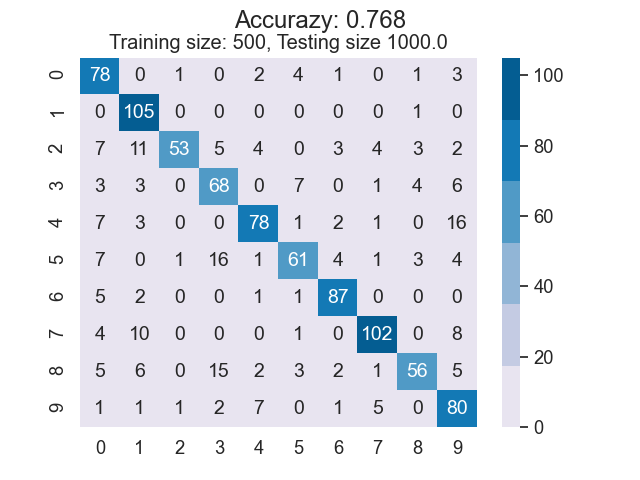 Accurazy: 0.768
Training size: 500, Testing size 1000.0
0 78 0 1 0 2 4 1 0 1 3
1 0 105 0 0 0 0 0 0 1 0
2 7 11 53 5 4 0 3 4 3 2
3 3 3 0 68 0 7 0 1 4 6
4 7 3 0 0 78 1 2 1 0 16
5 7 0 1 16 1 61 4 1 3 4
6 5 2 0 0 1 1 87 0 0 0
7 4 10 0 0 0 1 0 102 0 8
8 5 6 0 15 2 3 2 1 56 5
9 1 1 1 2 7 0 1 5 0 80
0 1 2 3 4 5 6 7 8 9
100
80
60
40
20
0